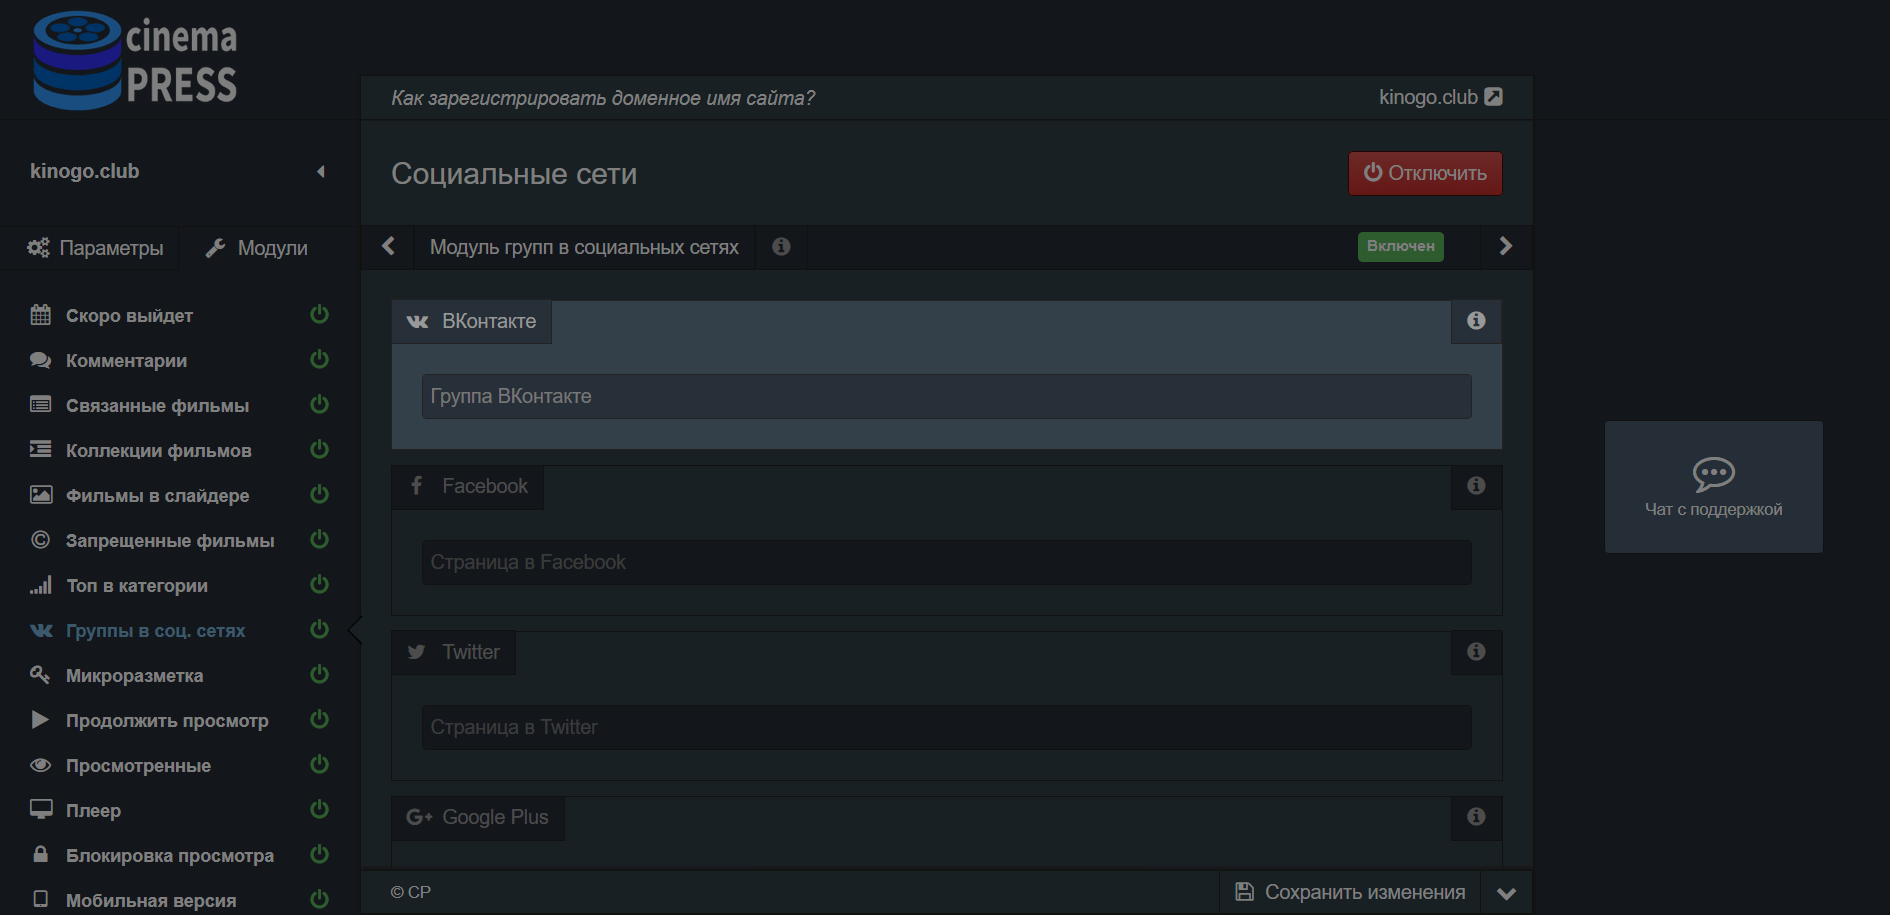 cinema
PRESS
Как зарегистрировать доменное имя сайта?
kinogo.club
kinogo.club
Социальные сети
Отключить
Параметры
Модули
Модуль групп в социальных сетях
Включен
Скоро выйдет
Комментарии
Связанные фильмы
Коллекции фильмов
Фильмы в слайдере
Запрещенные фильмы
Топ в категории
Группы в соц. сетях
Микроразметка
Продолжить просмотр
Просмотренные
Плеер
Блокировка просмотра
Мобильная версия
ВКонтакте
Группа ВКонтакте
Facebook
Страница в Facebook
Twitter
Страница в Twitter
G+ Google Plus
© CP
Сохранить изменения
Чат с поддержкой